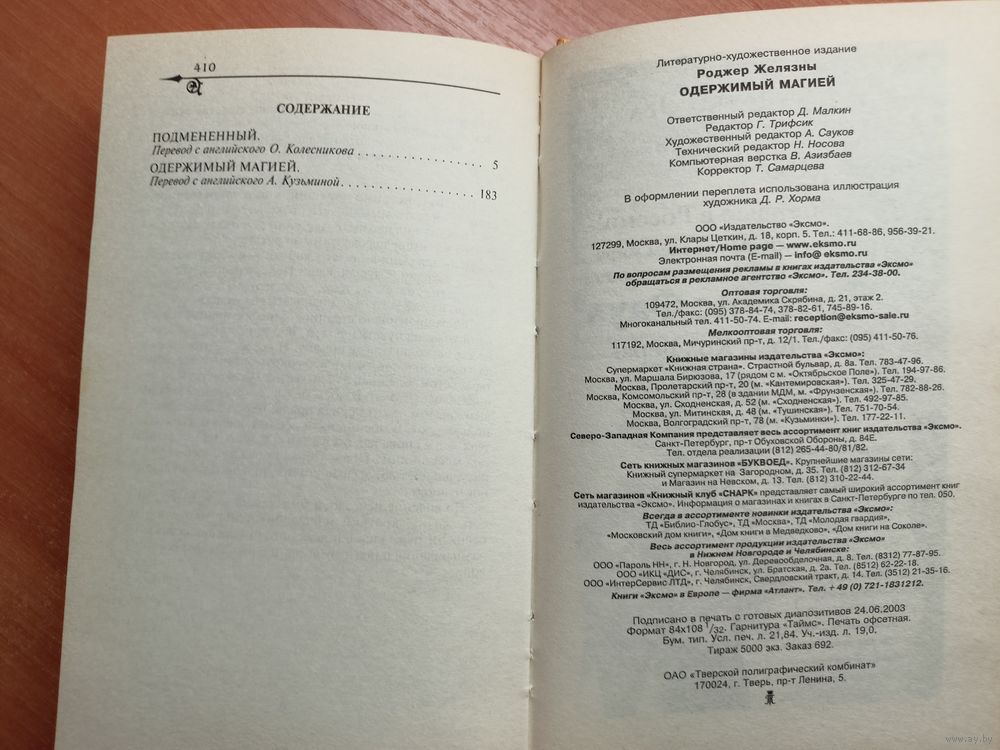 410
СОДЕРЖАНИЕ
ПОДМЕНЕННЫЙ.
Перевод с английского О. Колесникова . . . . . . . . . . . . . . . . . . . 5
ОДЕРЖИМЫЙ МАГИЕЙ.
Перевод с английского А. Кузьминой . . . . . . . . . . . . . . . . . . . 183
Литературно-художественное издание
Роджер Желязны
ОДЕРЖИМЫЙ МАГИЕЙ
Ответственный редактор Д. Малкин
Редактор Г. Трифсик
Художественный редактор А. Сауков
Технический редактор Н. Носова
Компьютерная верстка В. Азизбаев
Корректор Т. Самарцева
В оформлении переплета использована иллюстрация
художника Д. Р. Хорма
ООО «Издательство «Эксмо».
127299, Москва, ул. Клары Цеткин, д. 18, корп. 5. Тел.: 411-68-86, 956-39-21.
Интернет/Home page — www.eksmo.ru
Электронная почта (E-mail) — info@ eksmo.ru
По вопросам размещения рекламы в книгах издательства «Эксмо»
обращаться в рекламное агентство «Эксмо». Тел. 234-38-00.
Оптовая торговля:
109472, Москва, ул. Академика Скрябина, д. 21, этаж 2.
Тел./факс: (095) 378-84-74, 378-82-61, 745-89-16.
Многоканальный тел. 411-50-74. E-mail: reception@eksmo-sale.ru
Мелкооптовая торговля:
117192, Москва, Мичуринский пр-т, д. 12/1. Тел./факс: (095) 411-50-76.
Книжные магазины издательства «Эксмо»:
Супермаркет «Книжная страна». Страстной бульвар, д. 8а. Тел. 783-47-96.
Москва, ул. Маршала Бирюзова, 17 (рядом с м. «Октябрьское Поле»). Тел. 194-97-86.
Москва, Пролетарский пр-т, 20 (м. «Кантемировская»). Тел. 325-47-29.
Москва, Комсомольский пр-т, 28 (в здании МДМ, м. «Фрунзенская»). Тел. 782-88-26.
Москва, ул. Сходненская, д. 52 (м. «Сходненская»). Тел. 492-97-85.
Москва, ул. Митинская, д. 48 (м. «Тушинская»). Тел. 751-70-54.
Москва, Волгоградский пр-т, 78 (м. «Кузьминки»). Тел. 177-22-11.
Северо-Западная Компания представляет весь ассортимент книг издательства «Эксмо».
Санкт-Петербург, пр-т Обуховской Обороны, д. 84Е.
Тел. отдела реализации (812) 265-44-80/81/82.
Сеть книжных магазинов «БУКВОЕД». Крупнейшие магазины сети:
Книжный супермаркет на Загородном, д. 35. Тел. (812) 312-67-34
и Магазин на Невском, д. 13. Тел. (812) 310-22-44.
Сеть магазинов «Книжный клуб «СНАРК» представляет самый широкий ассортимент книг
издательства «Эксмо». Информация о магазинах и книгах в Санкт-Петербурге по тел. 050.
Всегда в ассортименте новинки издательства «Эксмо»:
ТД «Библио-Глобус», ТД «Москва», ТД «Молодая гвардия»,
«Московский дом книги», «Дом книги в Медведково», «Дом книги на Соколе».
Весь ассортимент продукции издательства «Эксмо»
в Нижнем Новгороде и Челябинске:
ООО «Пароль НН», г. Н. Новгород, ул. Деревообделочная, д. 8. Тел. (8312) 77-87-95.
ООО «ИКЦ «ДИС», г. Челябинск, ул. Братская, д. 2а. Тел. (8512) 62-22-18.
ООО «ИнтерСервис ЛТД», г. Челябинск, Свердловский тракт, д. 14. Тел. (3512) 21-35-16.
Книги «Эксмо» в Европе — фирма «Атлант». Тел. + 49 (0) 721-1831212.
Подписано в печать с готовых диапозитивов 24.06.2003
Формат 84x108 1/32. Гарнитура «Таймс». Печать офсетная.
Бум. тип. Усл. печ. л. 21,84. Уч.-изд. л. 19,0.
Тираж 5000 экз. Заказ 692.
ОАО «Тверской полиграфический комбинат»
170024, г. Тверь, пр-т Ленина, 5.
www.ay.by